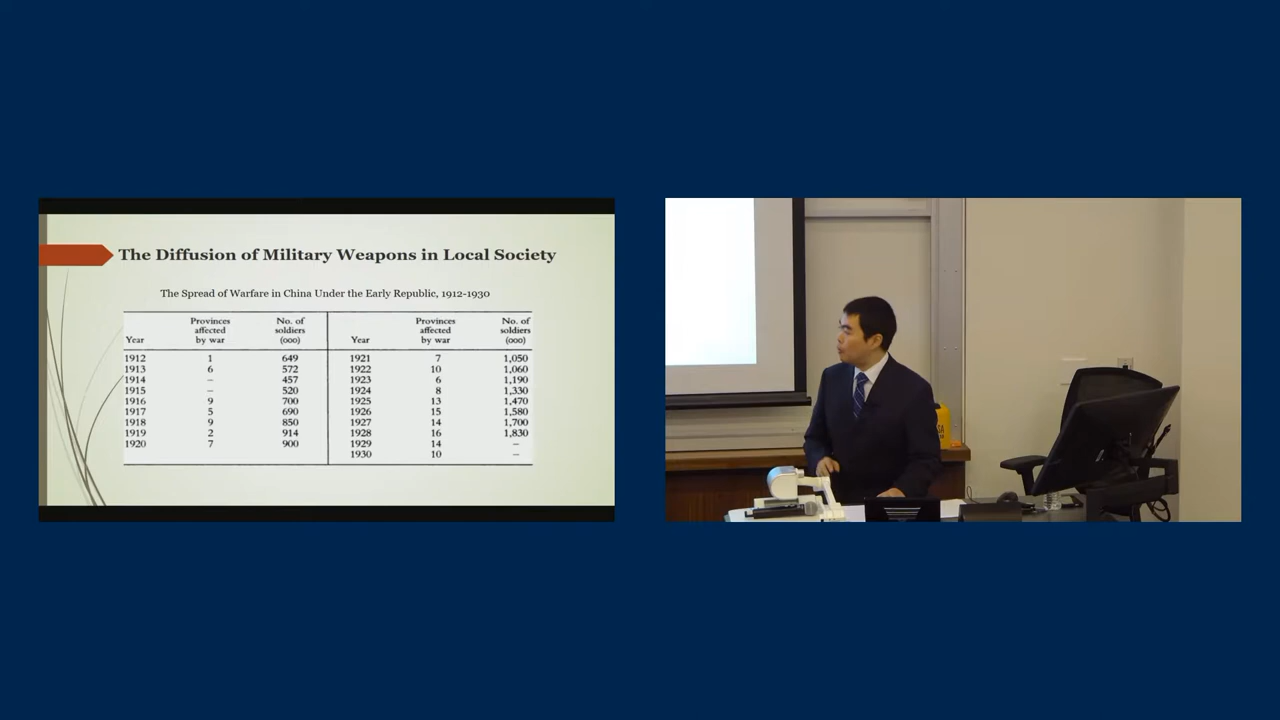 The Diffusion of Military Weapons in Local Society
The Spread of Warfare in China Under the Early Republic, 1912-1930
Year Provinces affected by war No. of soldiers (000) Year Provinces affected by war No. of soldiers (000)
1912 1 649 1921 7 1,050
1913 6 572 1922 10 1,060
1914 – 457 1923 6 1,190
1915 – 520 1924 8 1,330
1916 9 700 1925 13 1,470
1917 5 690 1926 15 1,580
1918 9 850 1927 14 1,700
1919 2 914 1928 16 1,830
1920 7 900 1929 14 –
1930 10 –